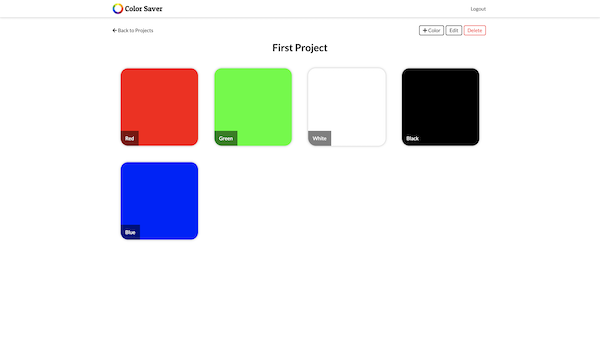 Color Saver
Logout
Back to Projects
+ Color
Edit
Delete
First Project
Red
Green
White
Black
Blue